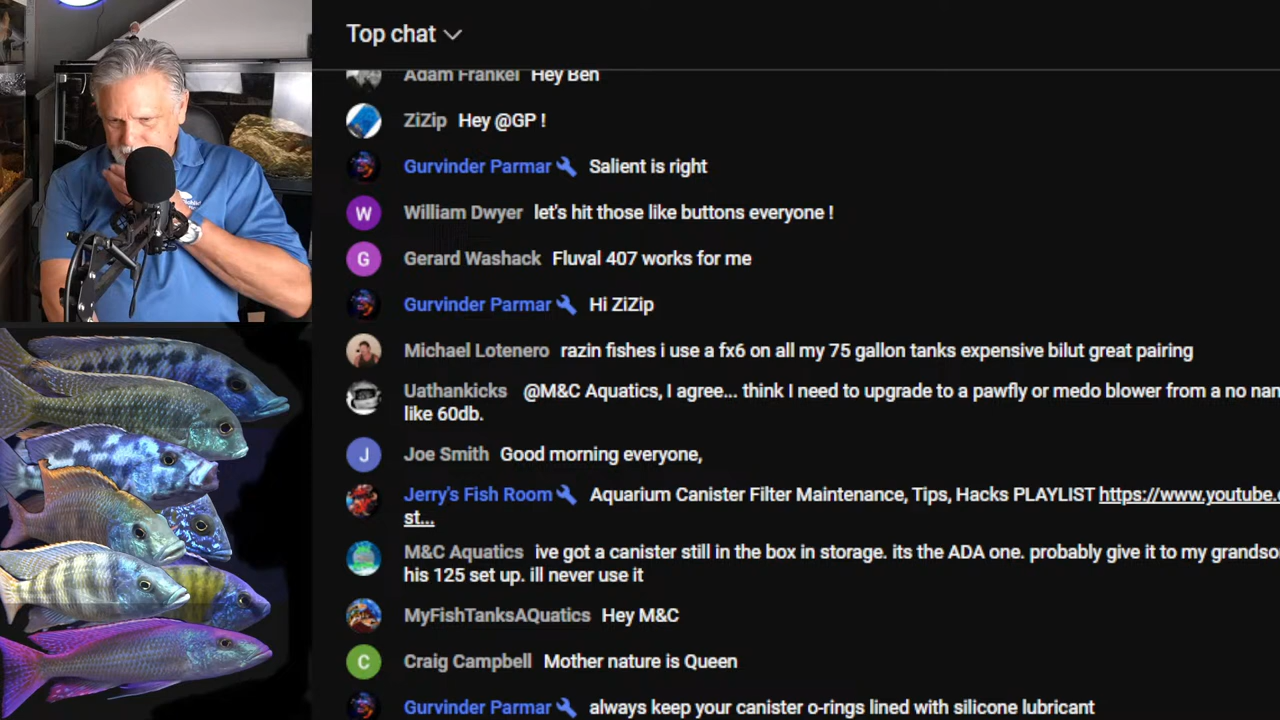 Top chat
Adam Frankel Hey Ben
ZiZip Hey @GP !
Gurvinder Parmar Salient is right
W William Dwyer let's hit those like buttons everyone !
G Gerard Washack Fluval 407 works for me
Gurvinder Parmar Hi ZiZip
Michael Lotenero razin fishes i use a fx6 on all my 75 gallon tanks expensive bilut great pairing
Uathankicks @M&C Aquatics, I agree... think I need to upgrade to a pawfly or medo blower from a no
like 60db.
J Joe Smith Good morning everyone,
Jerry's Fish Room Aquarium Canister Filter Maintenance, Tips, Hacks PLAYLIST https://www.youtube.
st...
M&C Aquatics ive got a canister still in the box in storage. its the ADA one. probably give it to my
his 125 set up. ill never use it
MyFishTanksAQuatics Hey M&C
C Craig Campbell Mother nature is Queen
Gurvinder Parmar always keep your canister o-rings lined with silicone lubricant